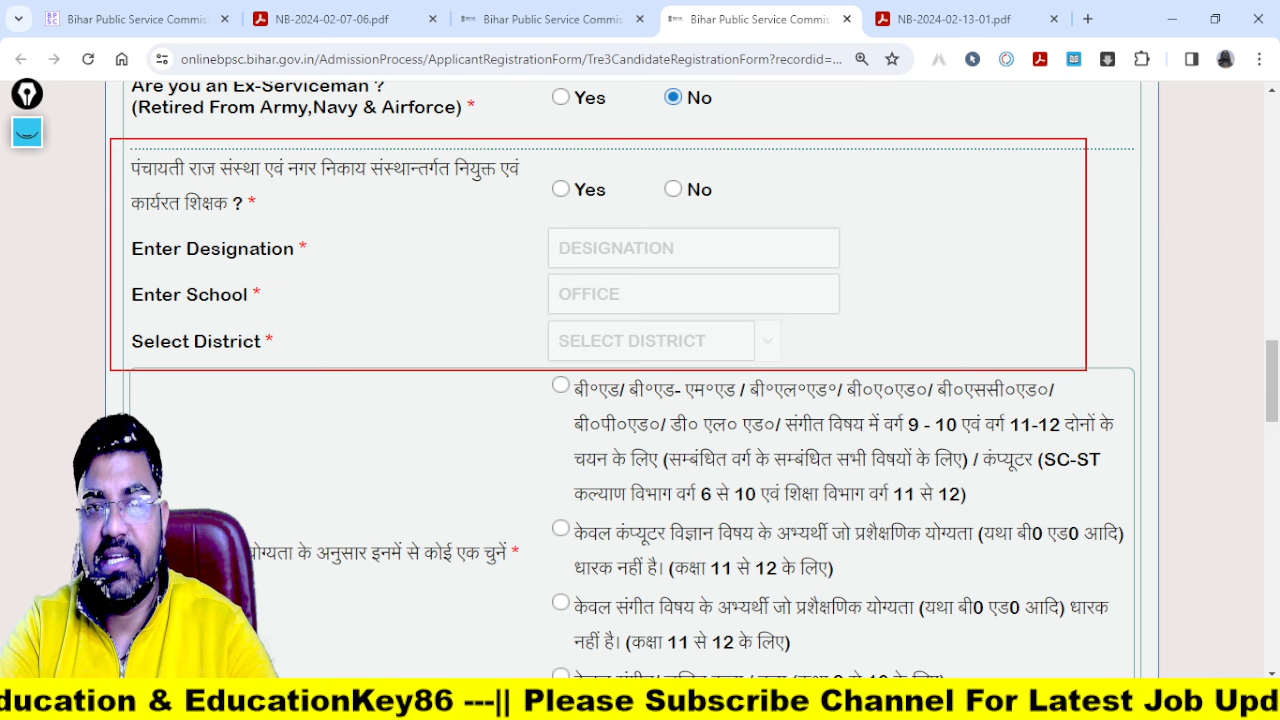 Bihar Public Service Commis
NB-2024-02-07-06.pdf
Bihar Public Service Commis
Bihar Public Service Commis
NB-2024-02-13-01.pdf
onlinebpsc.bihar.gov.in/AdmissionProcess/ApplicantRegistrationForm/Tre3CandidateRegistrationForm?recordid=...
Are you an Ex-Serviceman ?
(Retired From Army,Navy & Airforce) *
Yes No
पंचायती राज संस्था एवं नगर निकाय संस्थान्तर्गत नियुक्त एवं
कार्यरत शिक्षक ? *
Yes No
Enter Designation *
DESIGNATION
Enter School *
OFFICE
Select District *
SELECT DISTRICT
बी०एड/ बी०एड- एम०एड / बी०एल०एड०/ बी०ए०एड०/ बी०एससी०एड०/
बी०पी०एड०/ डी० एल० एड०/ संगीत विषय में वर्ग 9 - 10 एवं वर्ग 11-12 दोनों के
चयन के लिए (सम्बंधित वर्ग के सम्बंधित सभी विषयों के लिए) / कंप्यूटर (SC-ST
कल्याण विभाग वर्ग 6 से 10 एवं शिक्षा विभाग वर्ग 11 से 12)
केवल कंप्यूटर विज्ञान विषय के अभ्यर्थी जो प्रशैक्षणिक योग्यता (यथा बी0 एड0 आदि)
धारक नहीं है। (कक्षा 11 से 12 के लिए)
योग्यता के अनुसार इनमें से कोई एक चुनें *
केवल संगीत विषय के अभ्यर्थी जो प्रशैक्षणिक योग्यता (यथा बी0 एड0 आदि) धारक
नहीं है। (कक्षा 11 से 12 के लिए)
ducation & EducationKey86 ---|| Please Subscribe Channel For Latest Job Upd